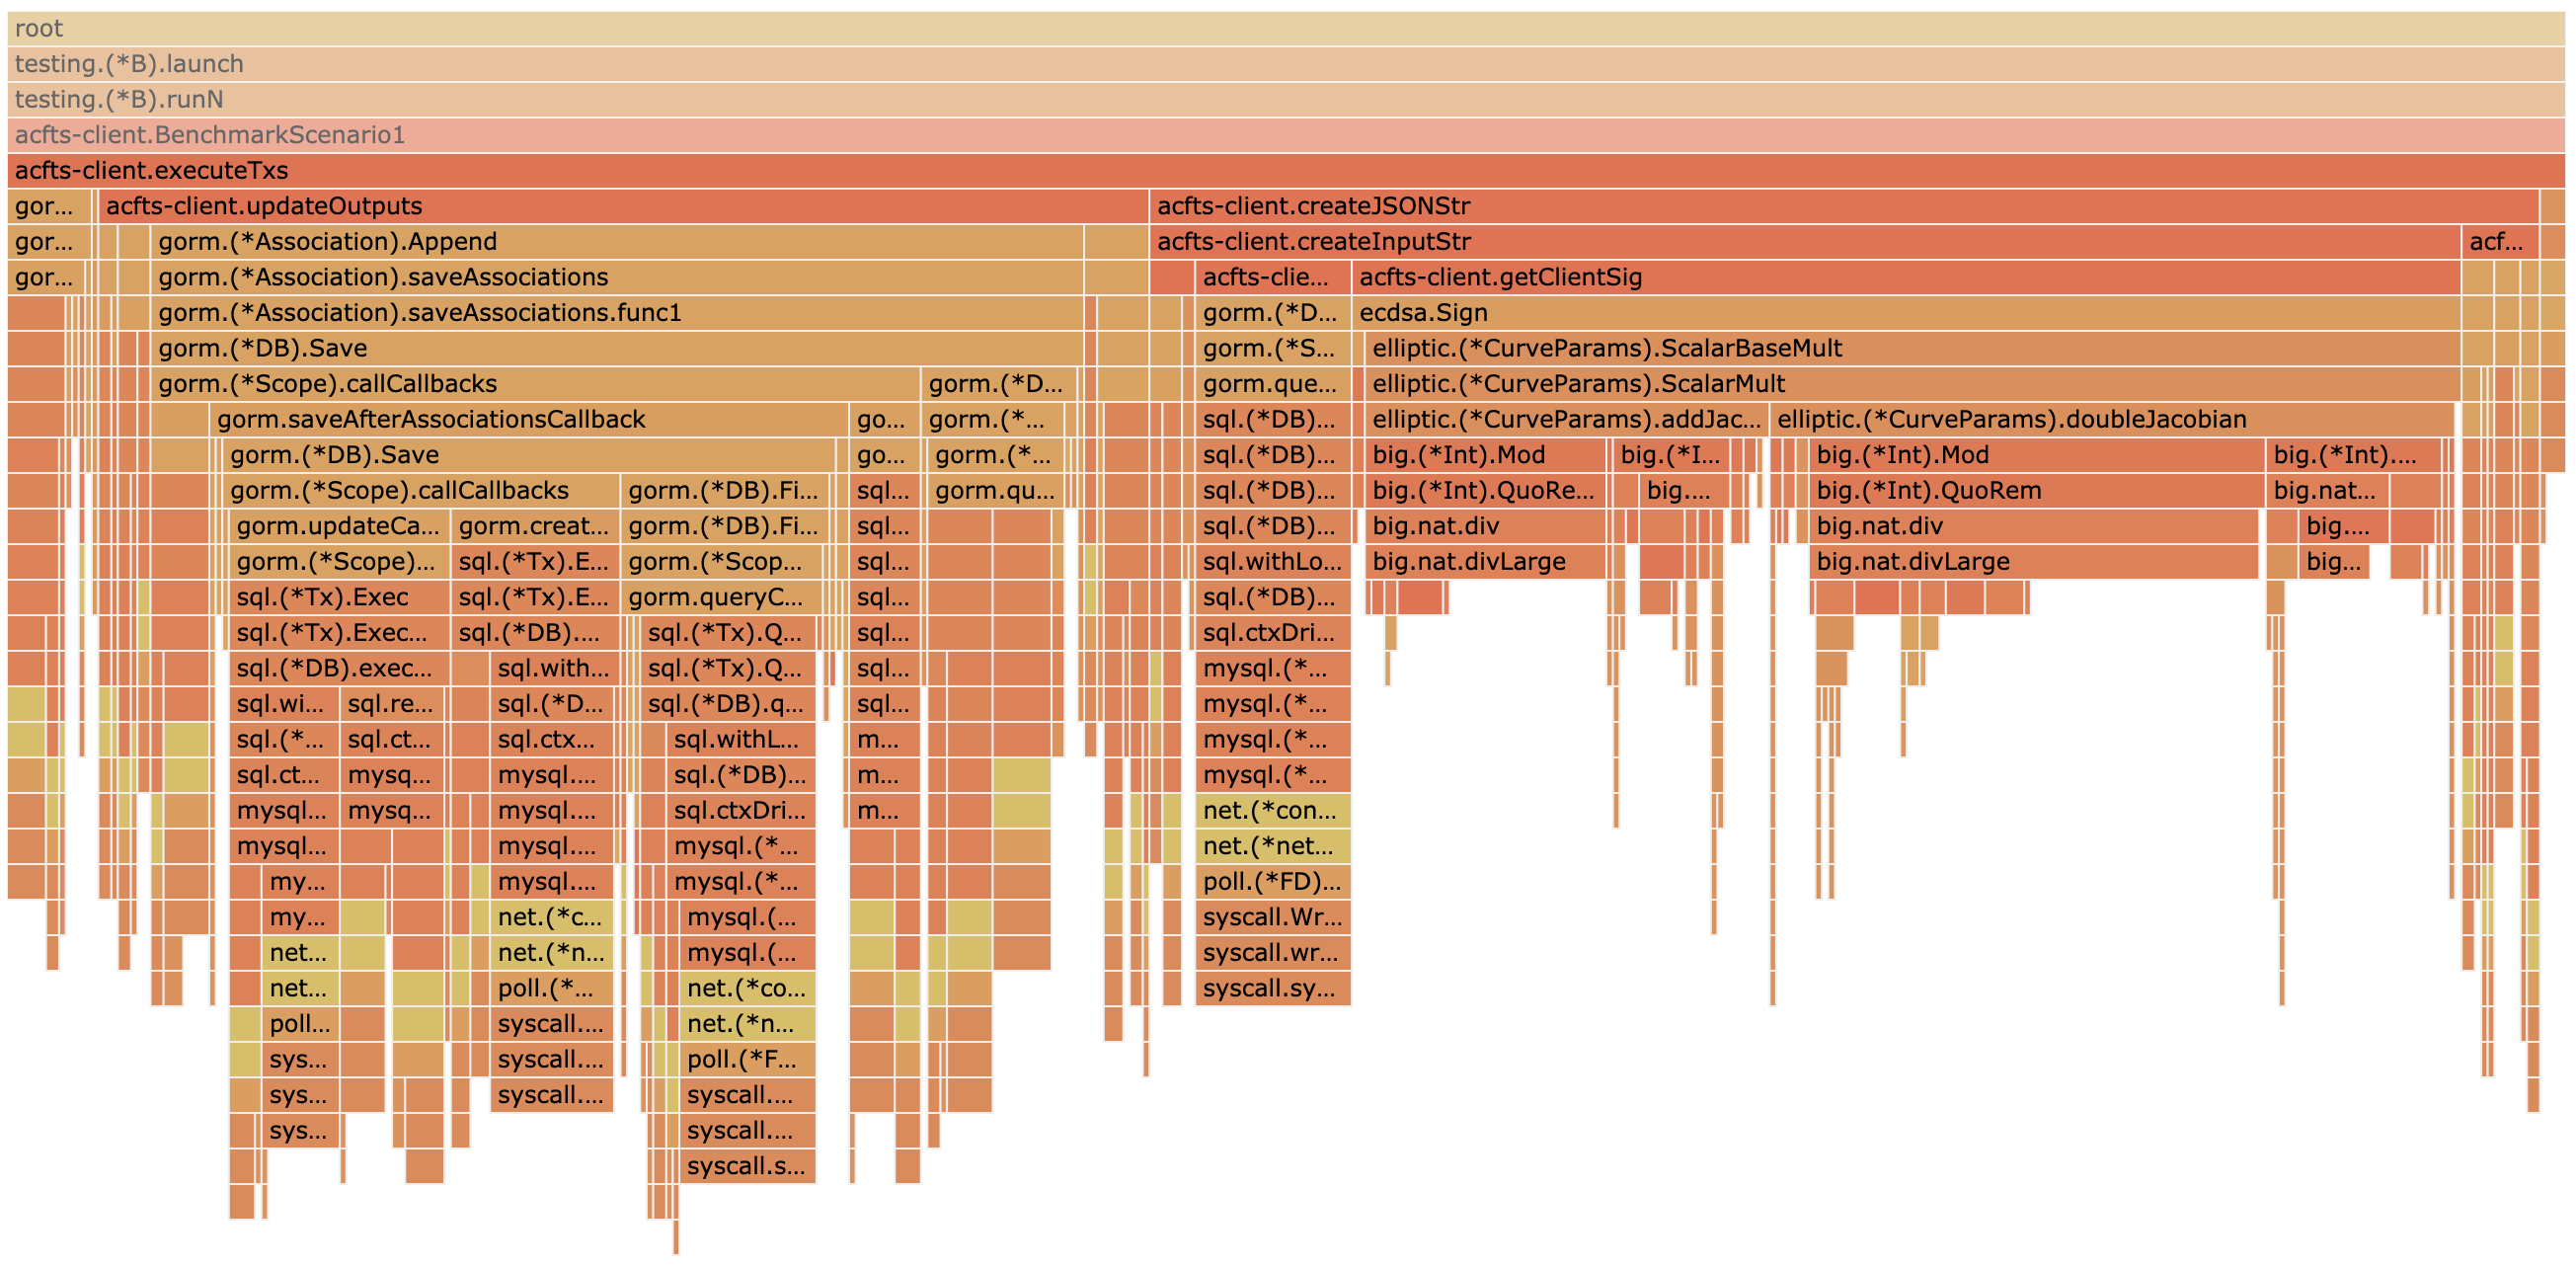 root
testing.(*B).launch
testing.(*B).runN
acfts-client.BenchmarkScenario1
acfts-client.executeTxs
gor... acfts-client.updateOutputs acfts-client.createJSONStr
gor... gorm.(*Association).Append acfts-client.createInputStr acf...
gor... gorm.(*Association).saveAssociations acfts-clie... acfts-client.getClientSig
gorm.(*Association).saveAssociations.func1 gorm.(*D... ecdsa.Sign
gorm.(*DB).Save gorm.(*S... elliptic.(*CurveParams).ScalarBaseMult
gorm.(*Scope).callCallbacks gorm.(*D... gorm.que... elliptic.(*CurveParams).ScalarMult
gorm.saveAfterAssociationsCallback go... gorm.(*... sql.(*DB)... elliptic.(*CurveParams).addJac... elliptic.(*CurveParams).doubleJacobian
gorm.(*DB).Save go... gorm.(*... sql.(*DB)... big.(*Int).Mod big.(*I... big.(*Int).Mod big.(*Int)....
gorm.(*Scope).callCallbacks gorm.(*DB).Fi... sql... gorm.qu... sql.(*DB)... big.(*Int).QuoRe... big.... big.(*Int).QuoRem big.nat...
gorm.updateCa... gorm.creat... gorm.(*DB).Fi... sql... sql.(*DB)... big.nat.div big.nat.div big....
gorm.(*Scope)... sql.(*Tx).E... gorm.(*Scop... sql... sql.withLo... big.nat.divLarge big.nat.divLarge big...
sql.(*Tx).Exec sql.(*Tx).E... gorm.queryC... sql... sql.(*DB)...
sql.(*Tx).Exec... sql.(*DB).... sql.(*Tx).Q... sql... sql.ctxDri...
sql.(*DB).exec... sql.with... sql.(*Tx).Q... sql... mysql.(*...
sql.wi... sql.re... sql.(*D... sql.(*DB).q... sql... mysql.(*...
sql.(*... sql.ct... sql.ctx... sql.withL... m... mysql.(*...
sql.ct... mysq... mysql.... sql.(*DB)... m... mysql.(*...
mysql... mysq... mysql.... sql.ctxDri... m... net.(*con...
mysql... mysql.... mysql.(*... net.(*net...
my... mysql.... mysql.(*... poll.(*FD)...
my... net.(*c... mysql.(... syscall.Wr...
net... net.(*n... mysql.(... syscall.wr...
net... poll.(*... net.(*co... syscall.sy...
poll... syscall.... net.(*n...
sys... syscall.... poll.(*F...
sys... syscall.... syscall....
sys... syscall....
syscall.s...